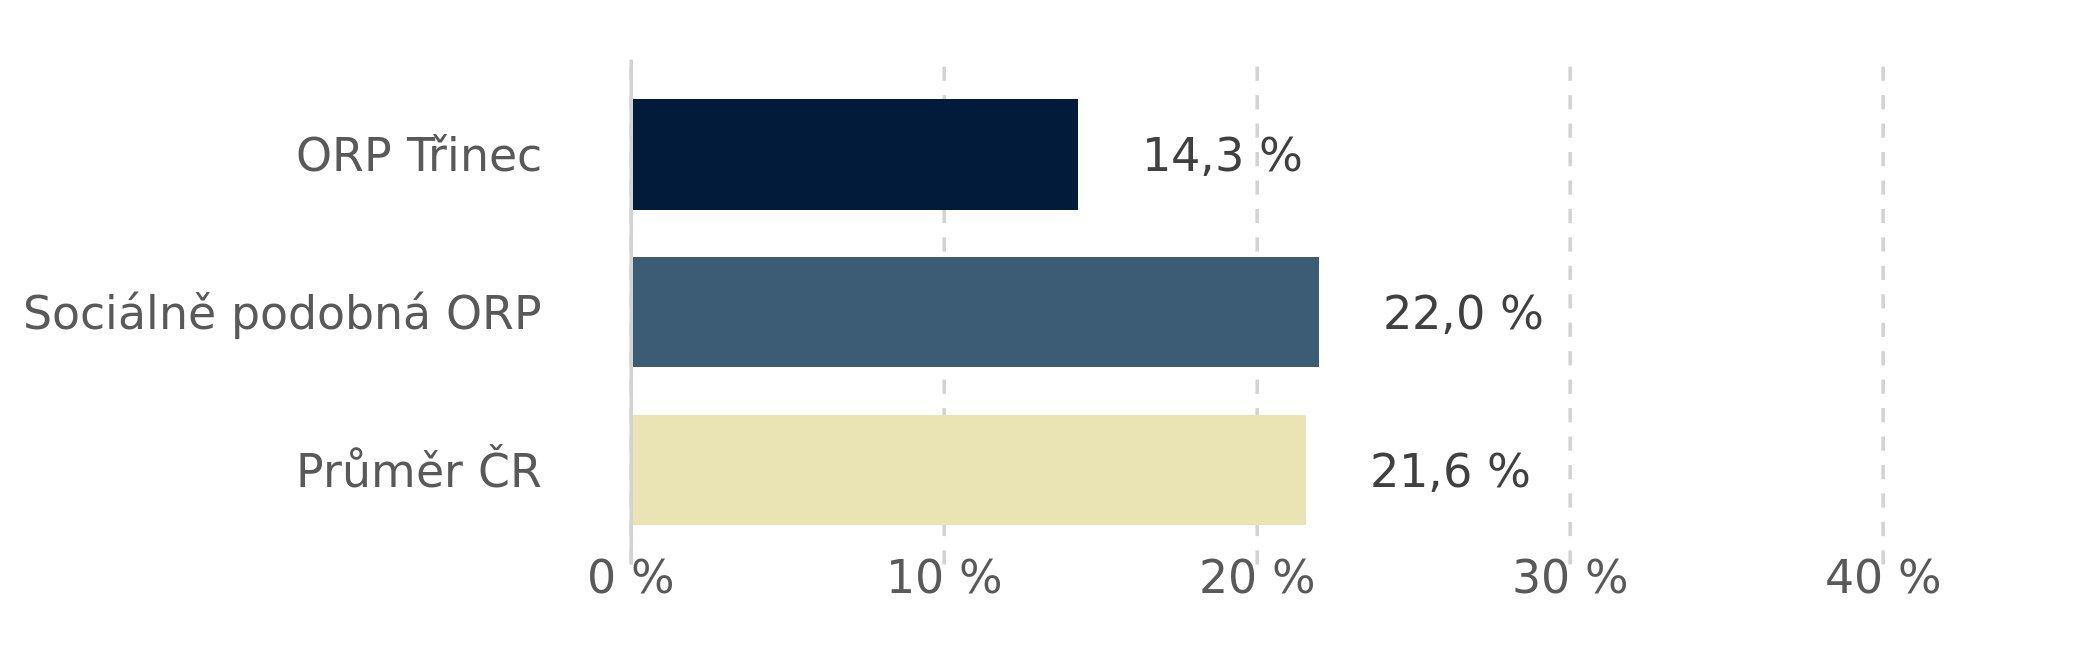 ORP Třinec 14,3 %
Sociálně podobná ORP 22,0 %
Průměr ČR 21,6 %
0 % 10 % 20 % 30 % 40 %